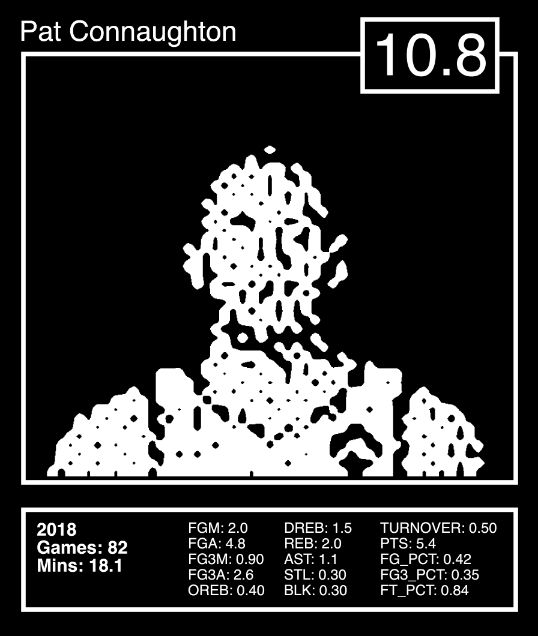 Pat Connaughton
10.8
2018
Games: 82
Mins: 18.1
FGM: 2.0
FGA: 4.8
FG3M: 0.90
FG3A: 2.6
OREB: 0.40
DREB: 1.5
REB: 2.0
AST: 1.1
STL: 0.30
BLK: 0.30
TURNOVER: 0.50
PTS: 5.4
FG_PCT: 0.42
FG3_PCT: 0.35
FT_PCT: 0.84